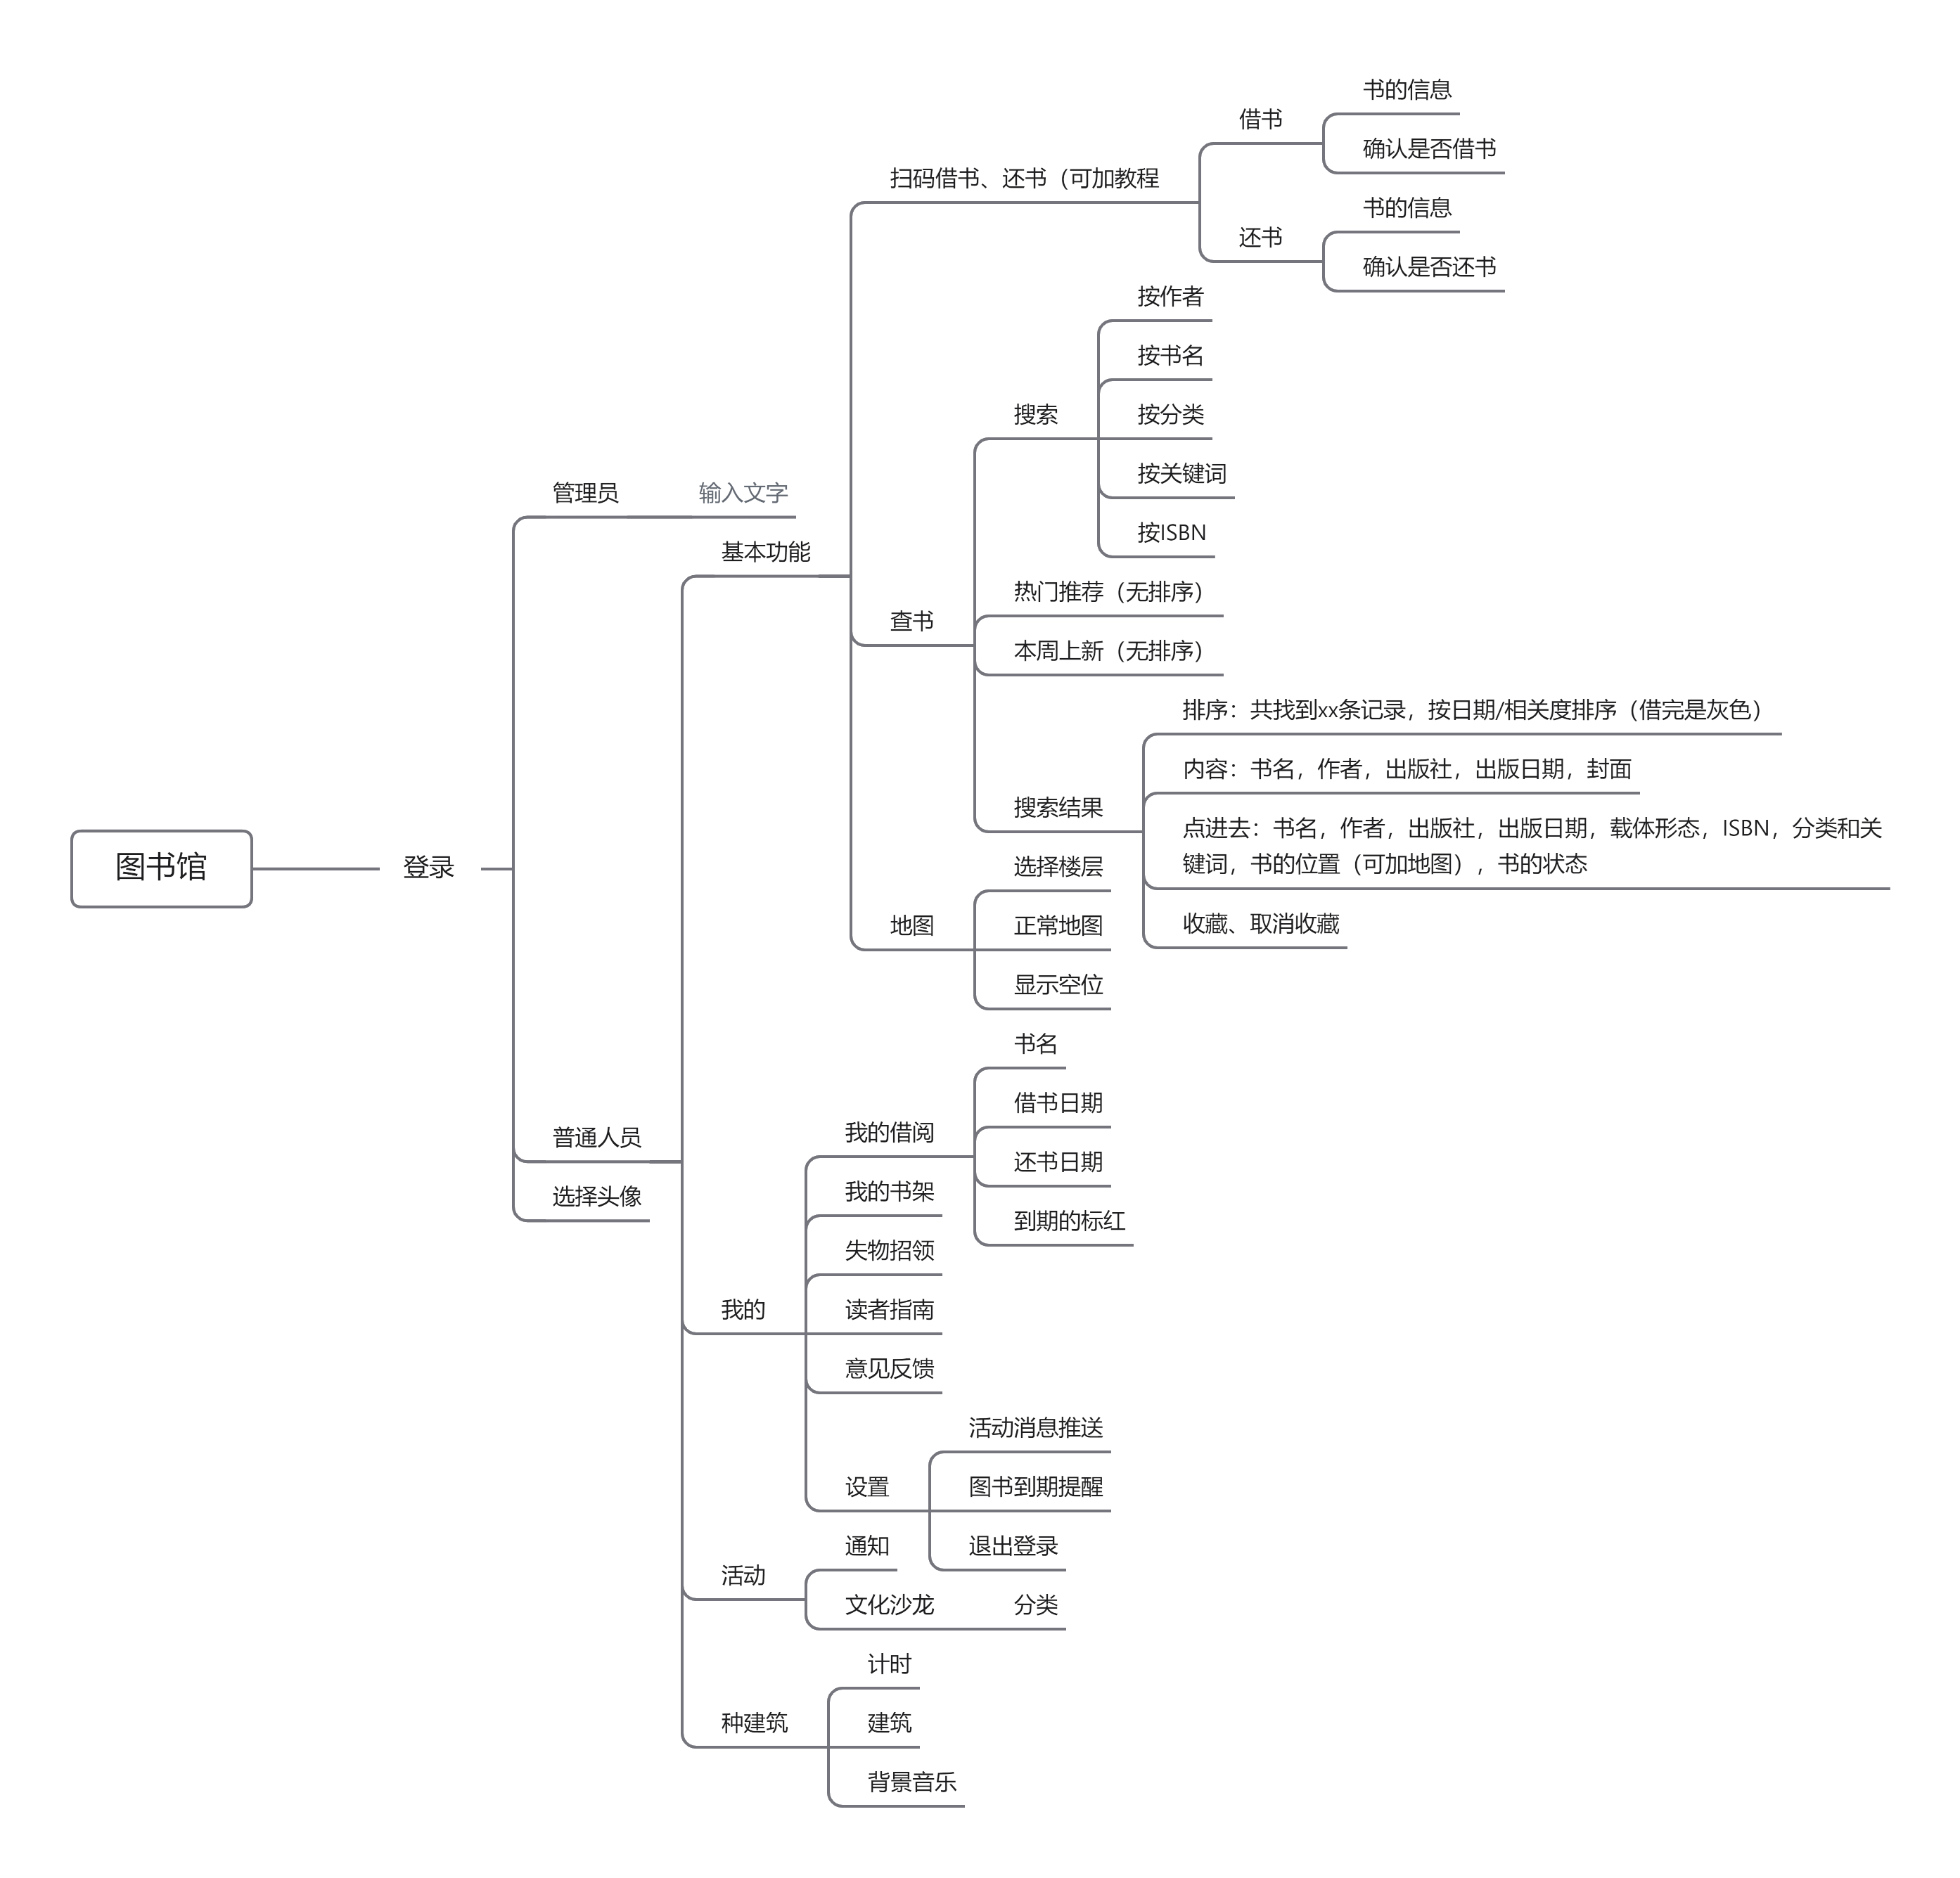 图书馆
登录
管理员
输入文字
普通人员
基本功能
扫码借书、还书（可加教程
借书
书的信息
确认是否借书
还书
书的信息
确认是否还书
查书
搜索
按作者
按书名
按分类
按关键词
按ISBN
热门推荐（无排序）
本周上新（无排序）
搜索结果
排序：共找到xx条记录，按日期/相关度排序（借完是灰色）
内容：书名，作者，出版社，出版日期，封面
点进去：书名，作者，出版社，出版日期，载体形态，ISBN，分类和关
键词，书的位置（可加地图），书的状态
收藏、取消收藏
地图
选择楼层
正常地图
显示空位
我的
我的借阅
书名
借书日期
还书日期
到期的标红
我的书架
失物招领
读者指南
意见反馈
设置
活动消息推送
图书到期提醒
退出登录
活动
通知
文化沙龙
分类
种建筑
计时
建筑
背景音乐
选择头像